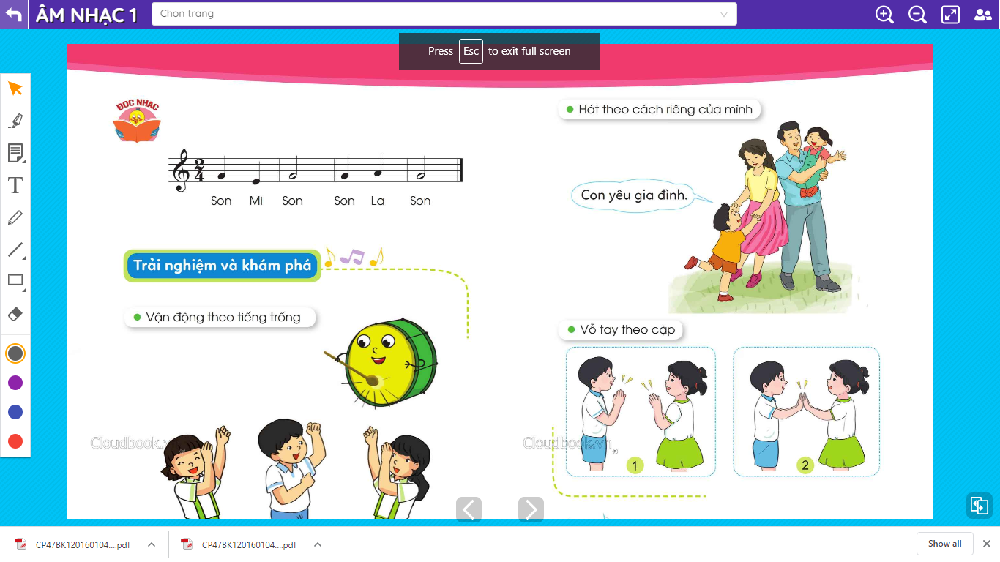 ÂM NHẠC 1
Chọn trang
Press Esc to exit full screen
ĐỌC NHẠC
2
4
Son Mi Son Son La Son
Trải nghiệm và khám phá
Vận động theo tiếng trống
Cloudbook.vn
Hát theo cách riêng của mình
Con yêu gia đình.
Vỗ tay theo cặp
Cloudbook.vn
1
2
T
CP47BK120160104....pdf
CP47BK120160104....pdf
Show all